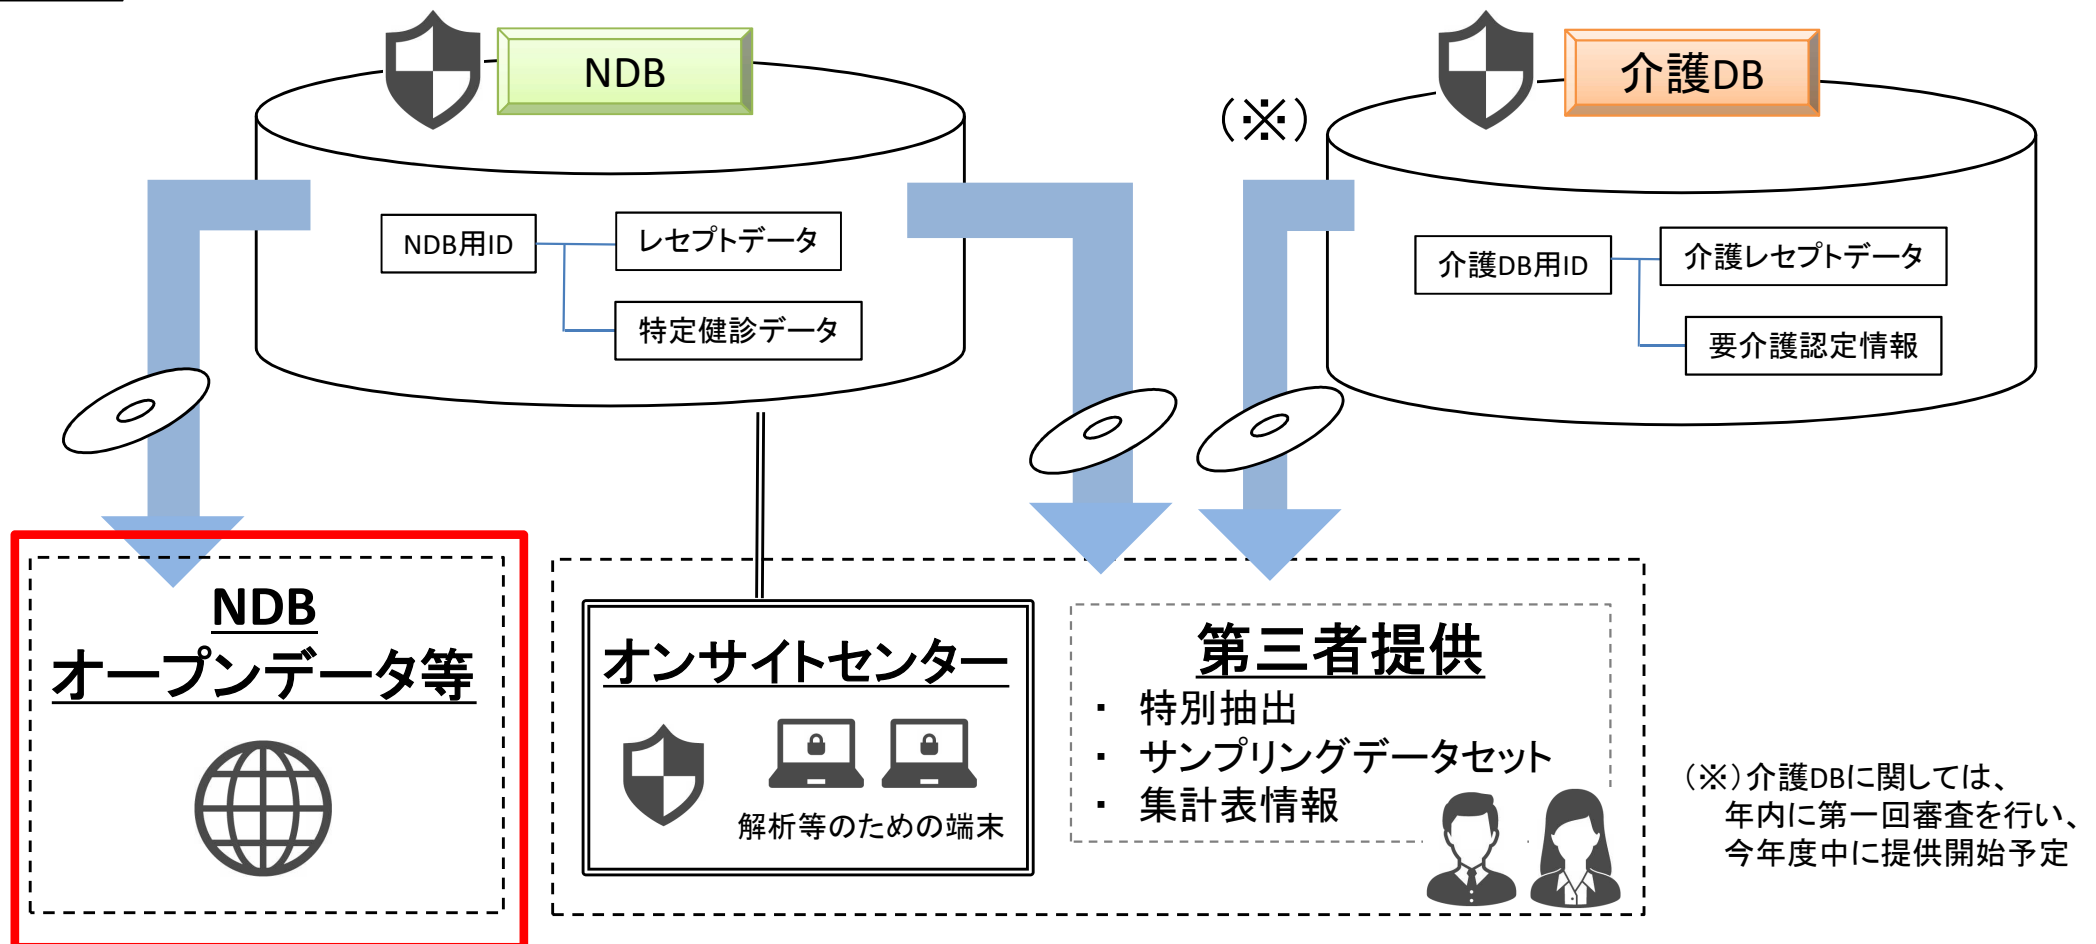 NDB
介護DB
（※）
NDB用ID
レセプトデータ
特定健診データ
介護DB用ID
介護レセプトデータ
要介護認定情報
NDB
オープンデータ等
オンサイトセンター
解析等のための端末
第三者提供
・ 特別抽出
・ サンプリングデータセット
・ 集計表情報
（※）介護DBに関しては、
年内に第一回審査を行い、
今年度中に提供開始予定